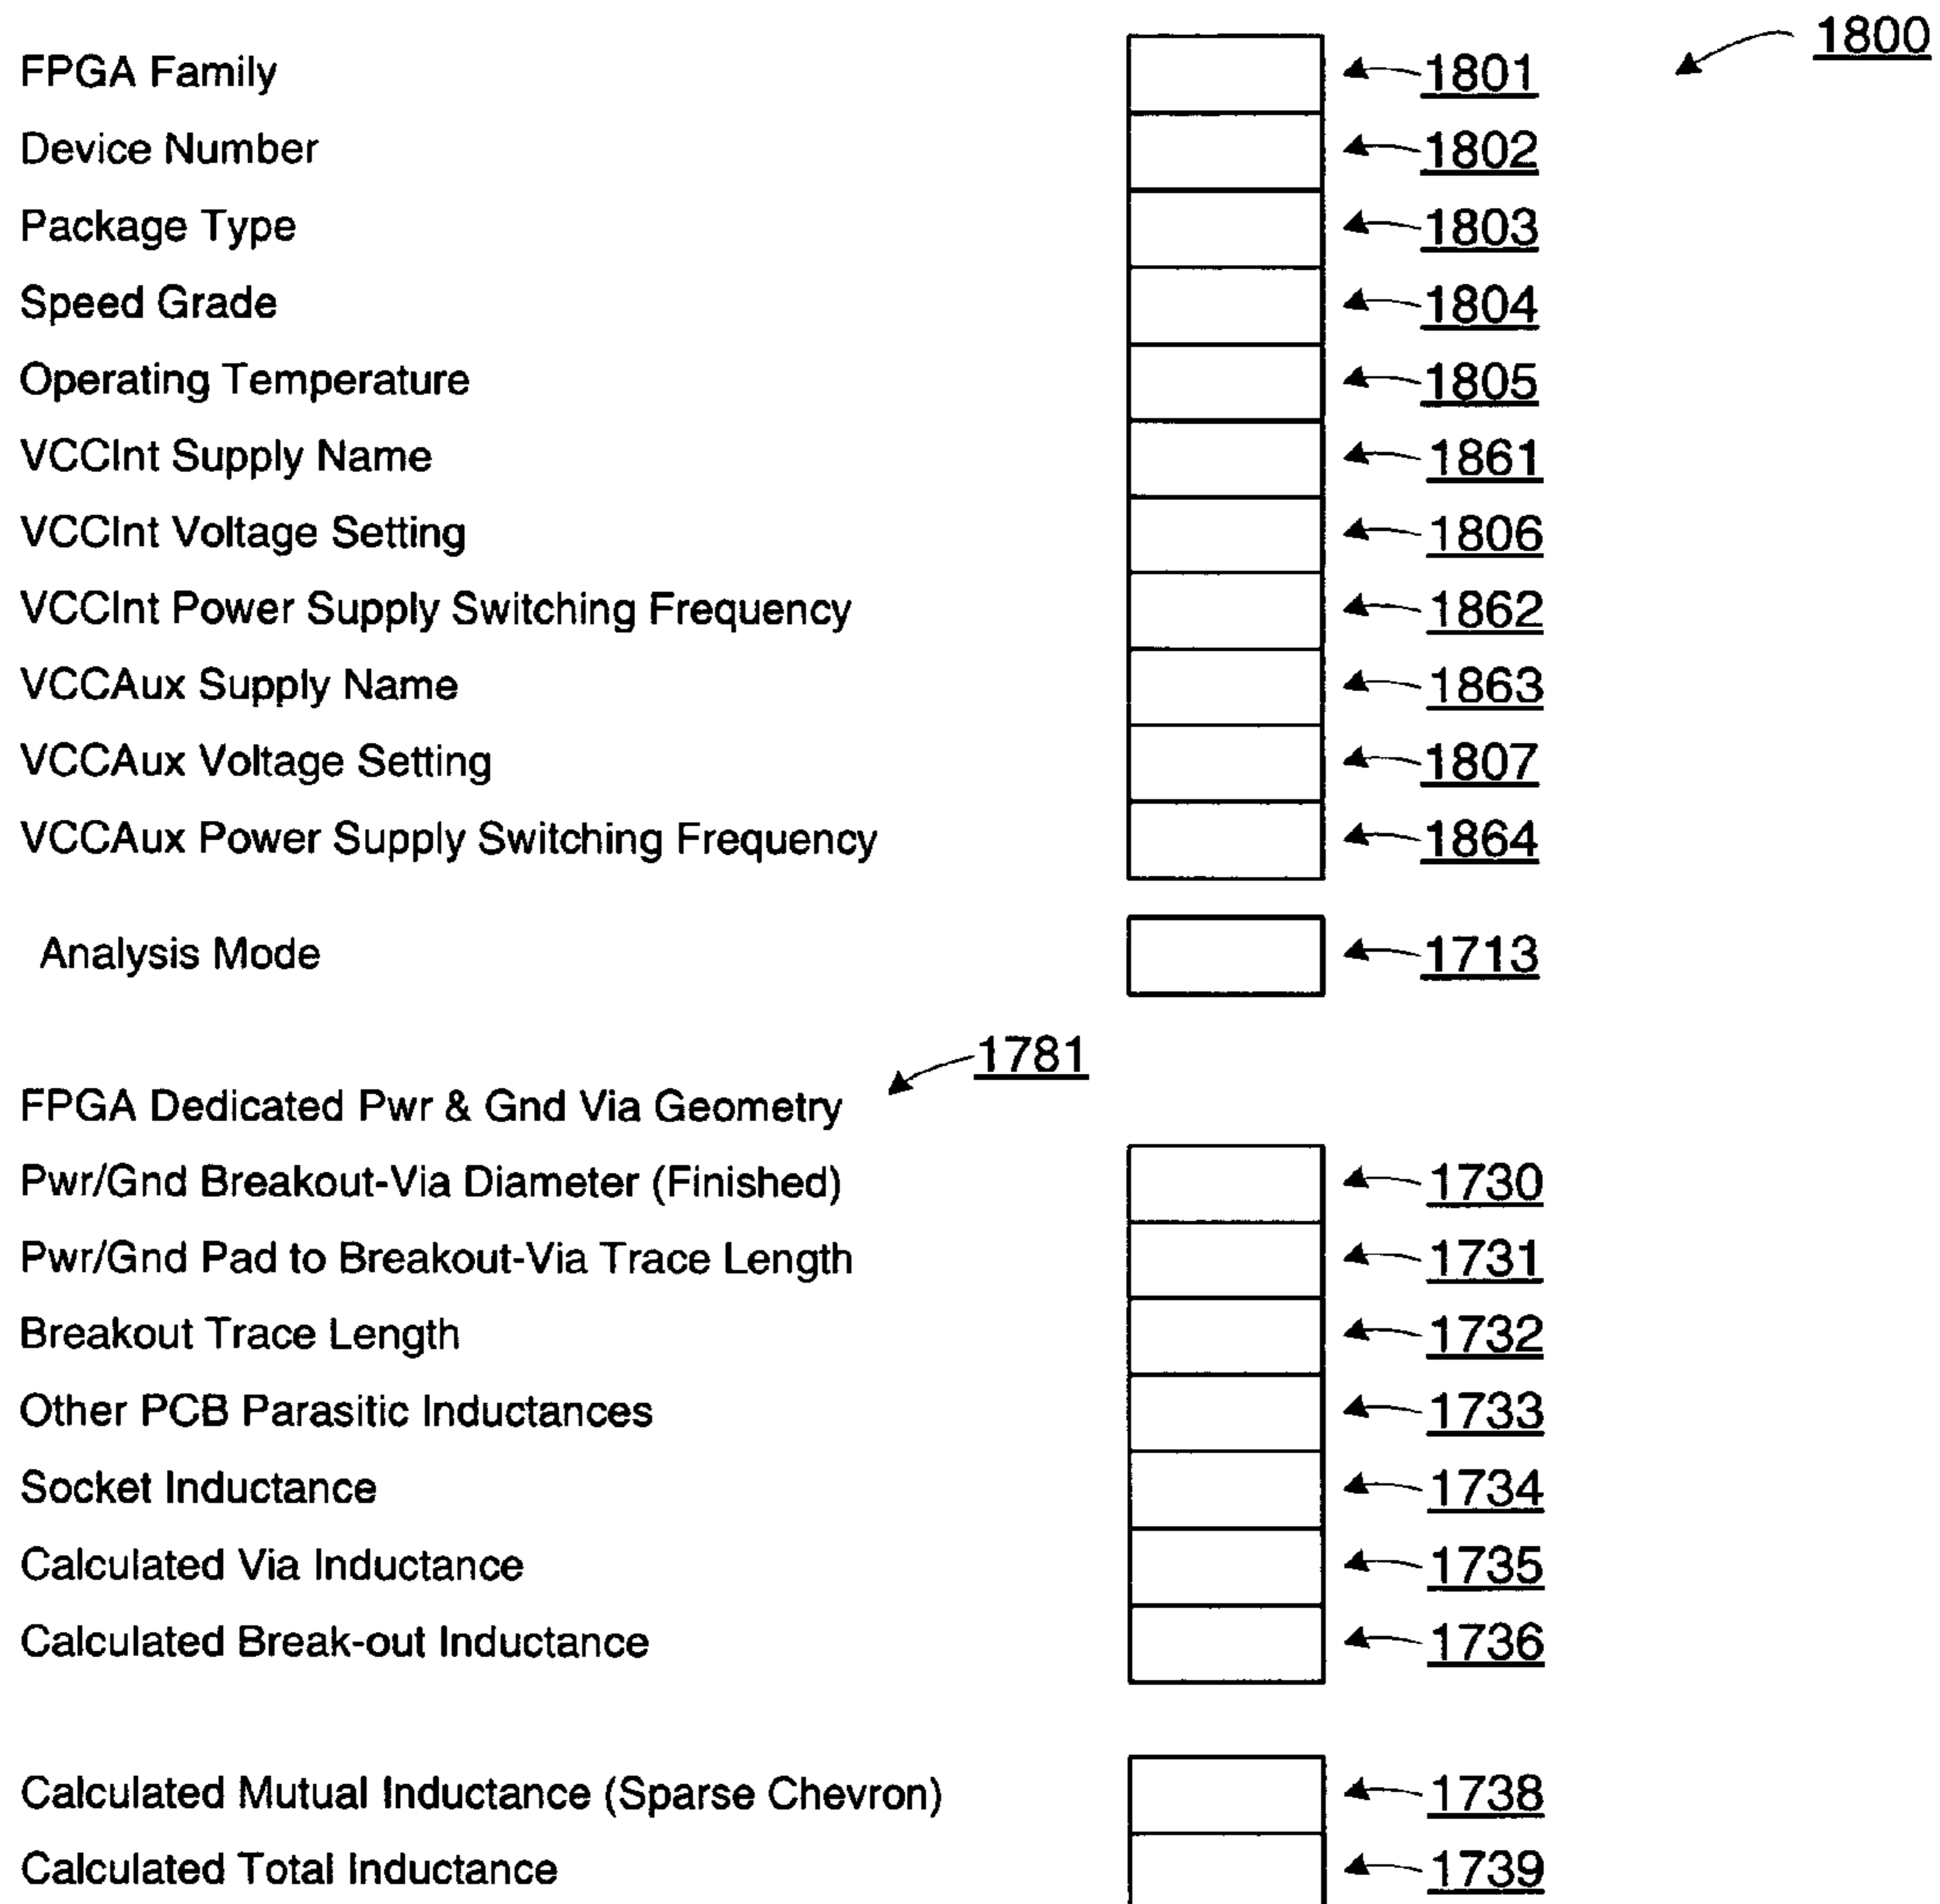 1800
FPGA Family 1801
Device Number 1802
Package Type 1803
Speed Grade 1804
Operating Temperature 1805
VCCInt Supply Name 1861
VCCInt Voltage Setting 1806
VCCInt Power Supply Switching Frequency 1862
VCCAux Supply Name 1863
VCCAux Voltage Setting 1807
VCCAux Power Supply Switching Frequency 1864
Analysis Mode 1713
1781
FPGA Dedicated Pwr & Gnd Via Geometry
Pwr/Gnd Breakout-Via Diameter (Finished) 1730
Pwr/Gnd Pad to Breakout-Via Trace Length 1731
Breakout Trace Length 1732
Other PCB Parasitic Inductances 1733
Socket Inductance 1734
Calculated Via Inductance 1735
Calculated Break-out Inductance 1736
Calculated Mutual Inductance (Sparse Chevron) 1738
Calculated Total Inductance 1739